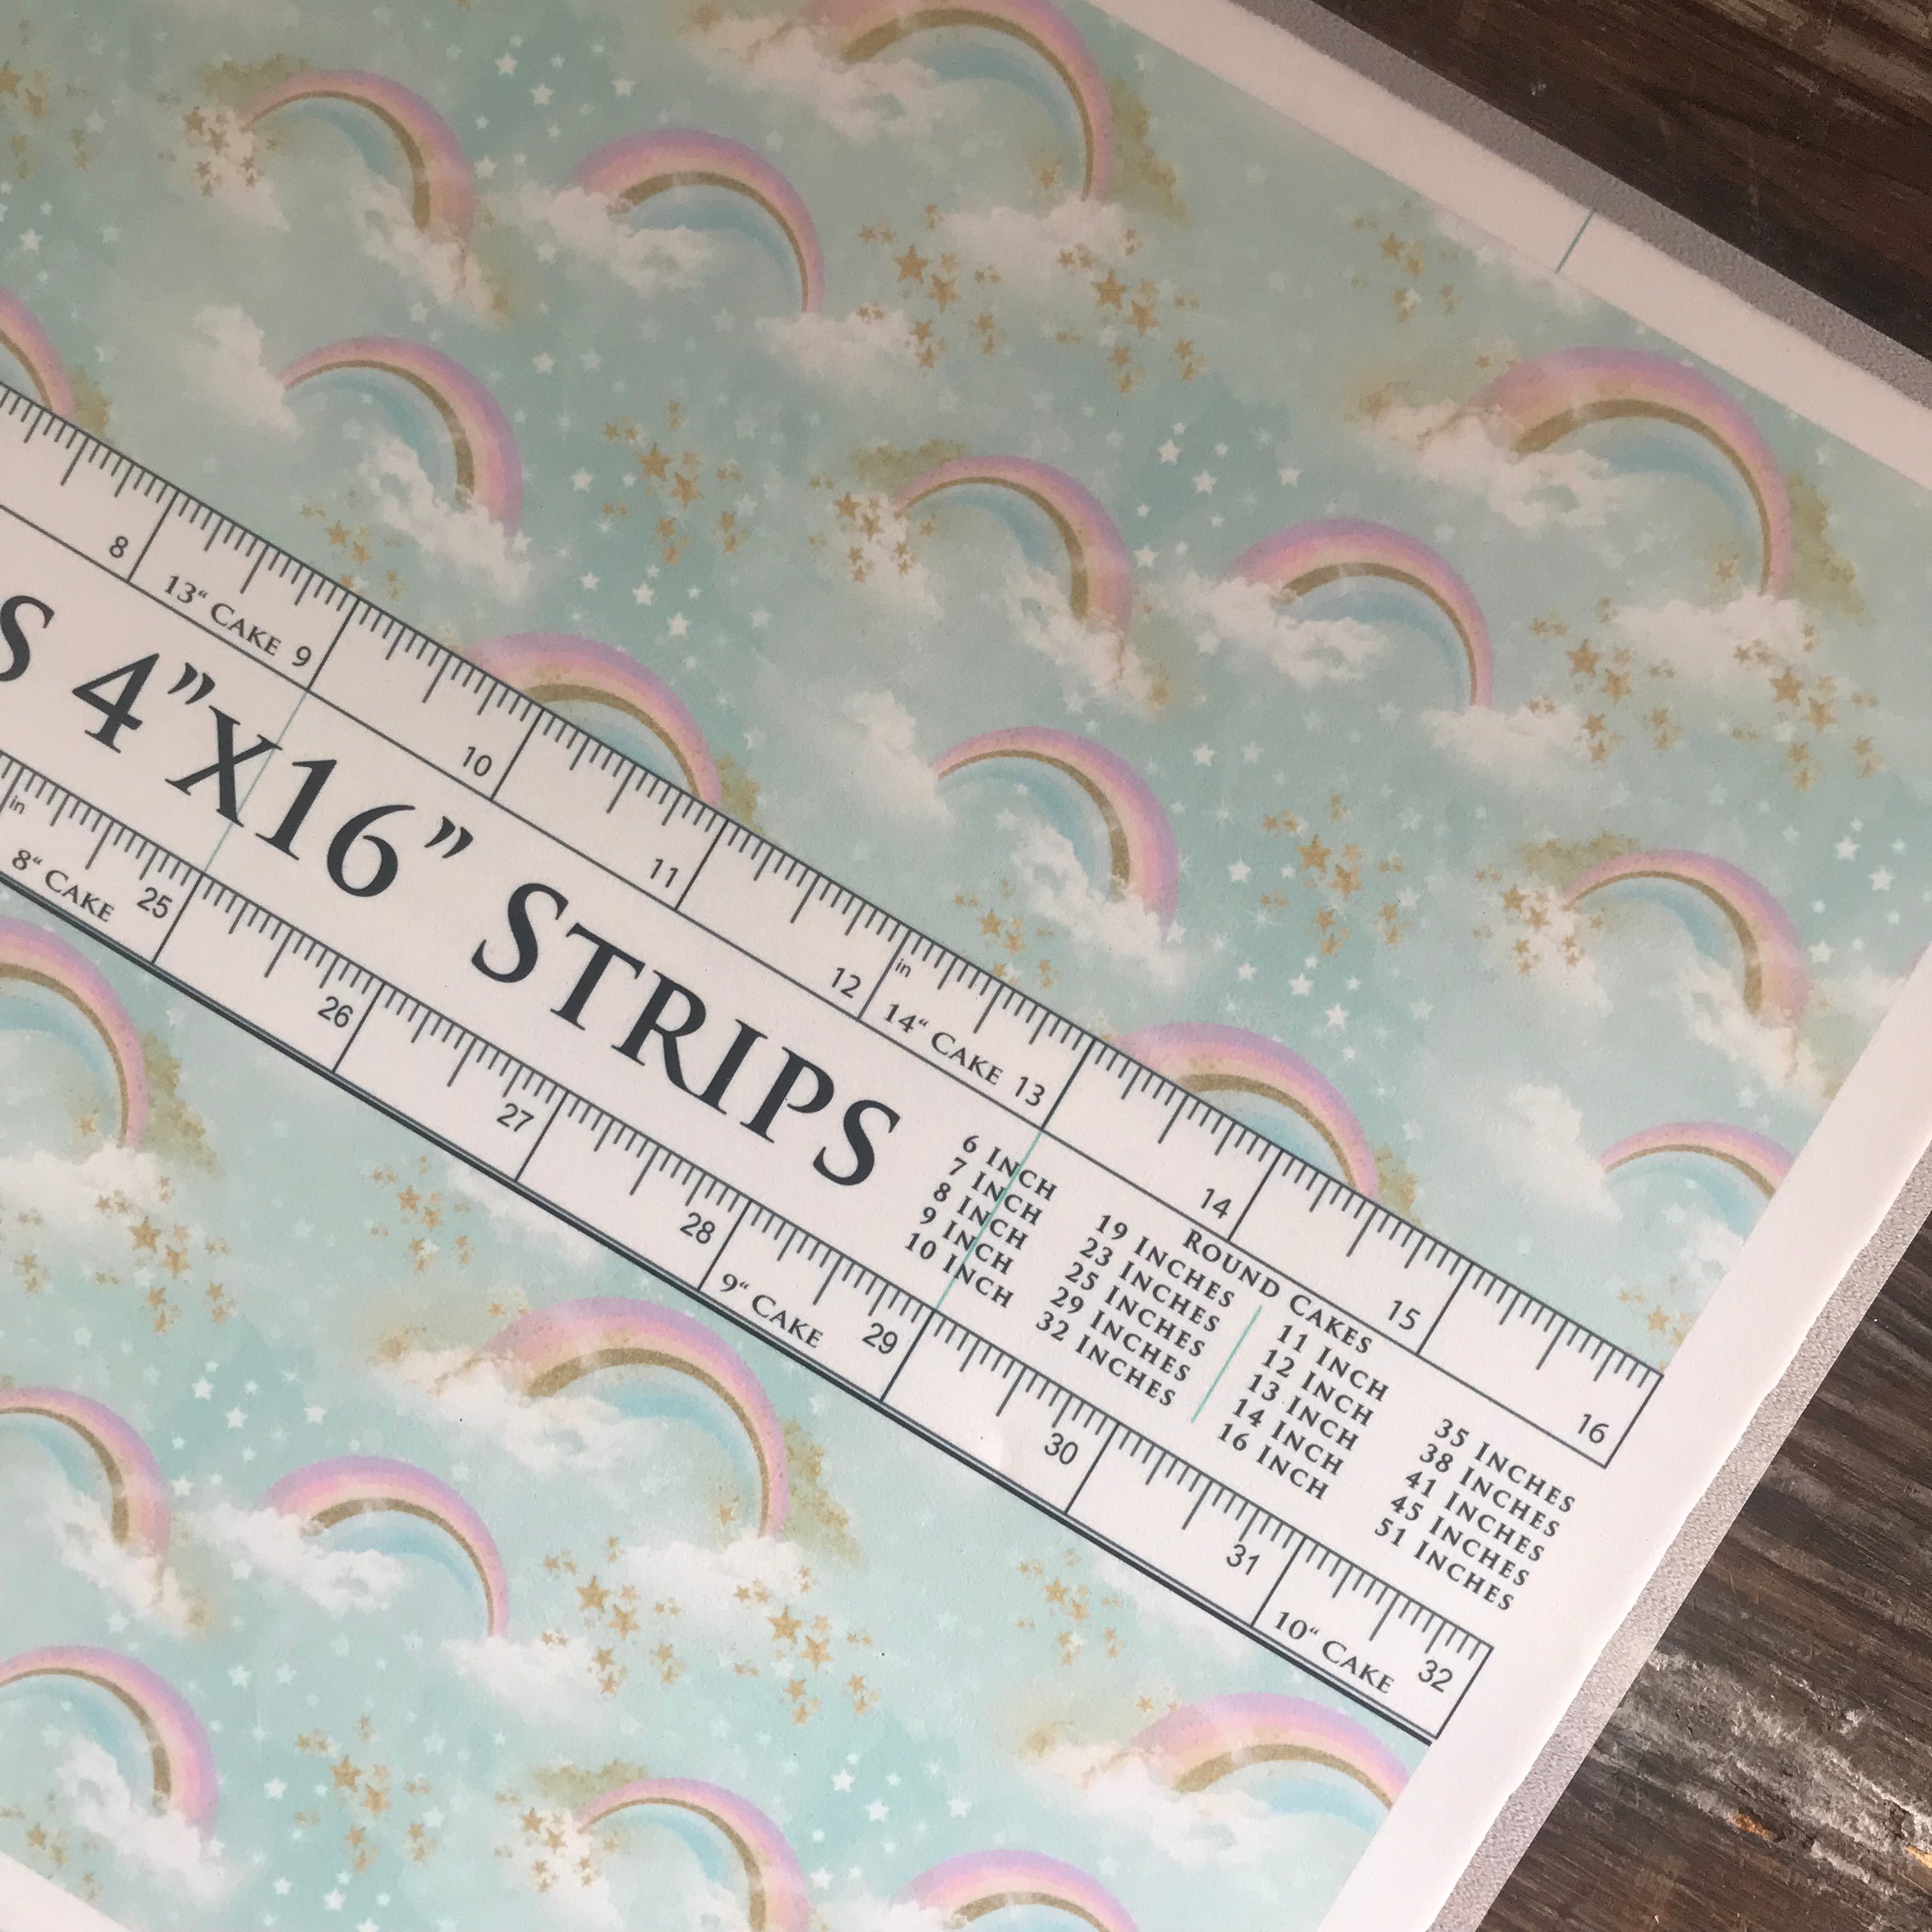 8 9 10 11 12 in 13 14 15 16
13“ CAKE
14“ CAKE
S 4”X16” STRIPS
ROUND CAKES
6 INCH 19 INCHES 11 INCH 35 INCHES
7 INCH 23 INCHES 12 INCH 38 INCHES
8 INCH 25 INCHES 13 INCH 41 INCHES
9 INCH 29 INCHES 14 INCH 45 INCHES
10 INCH 32 INCHES 16 INCH 51 INCHES
in 25 26 27 28 29 30 31 32
8“ CAKE
9“ CAKE
10“ CAKE